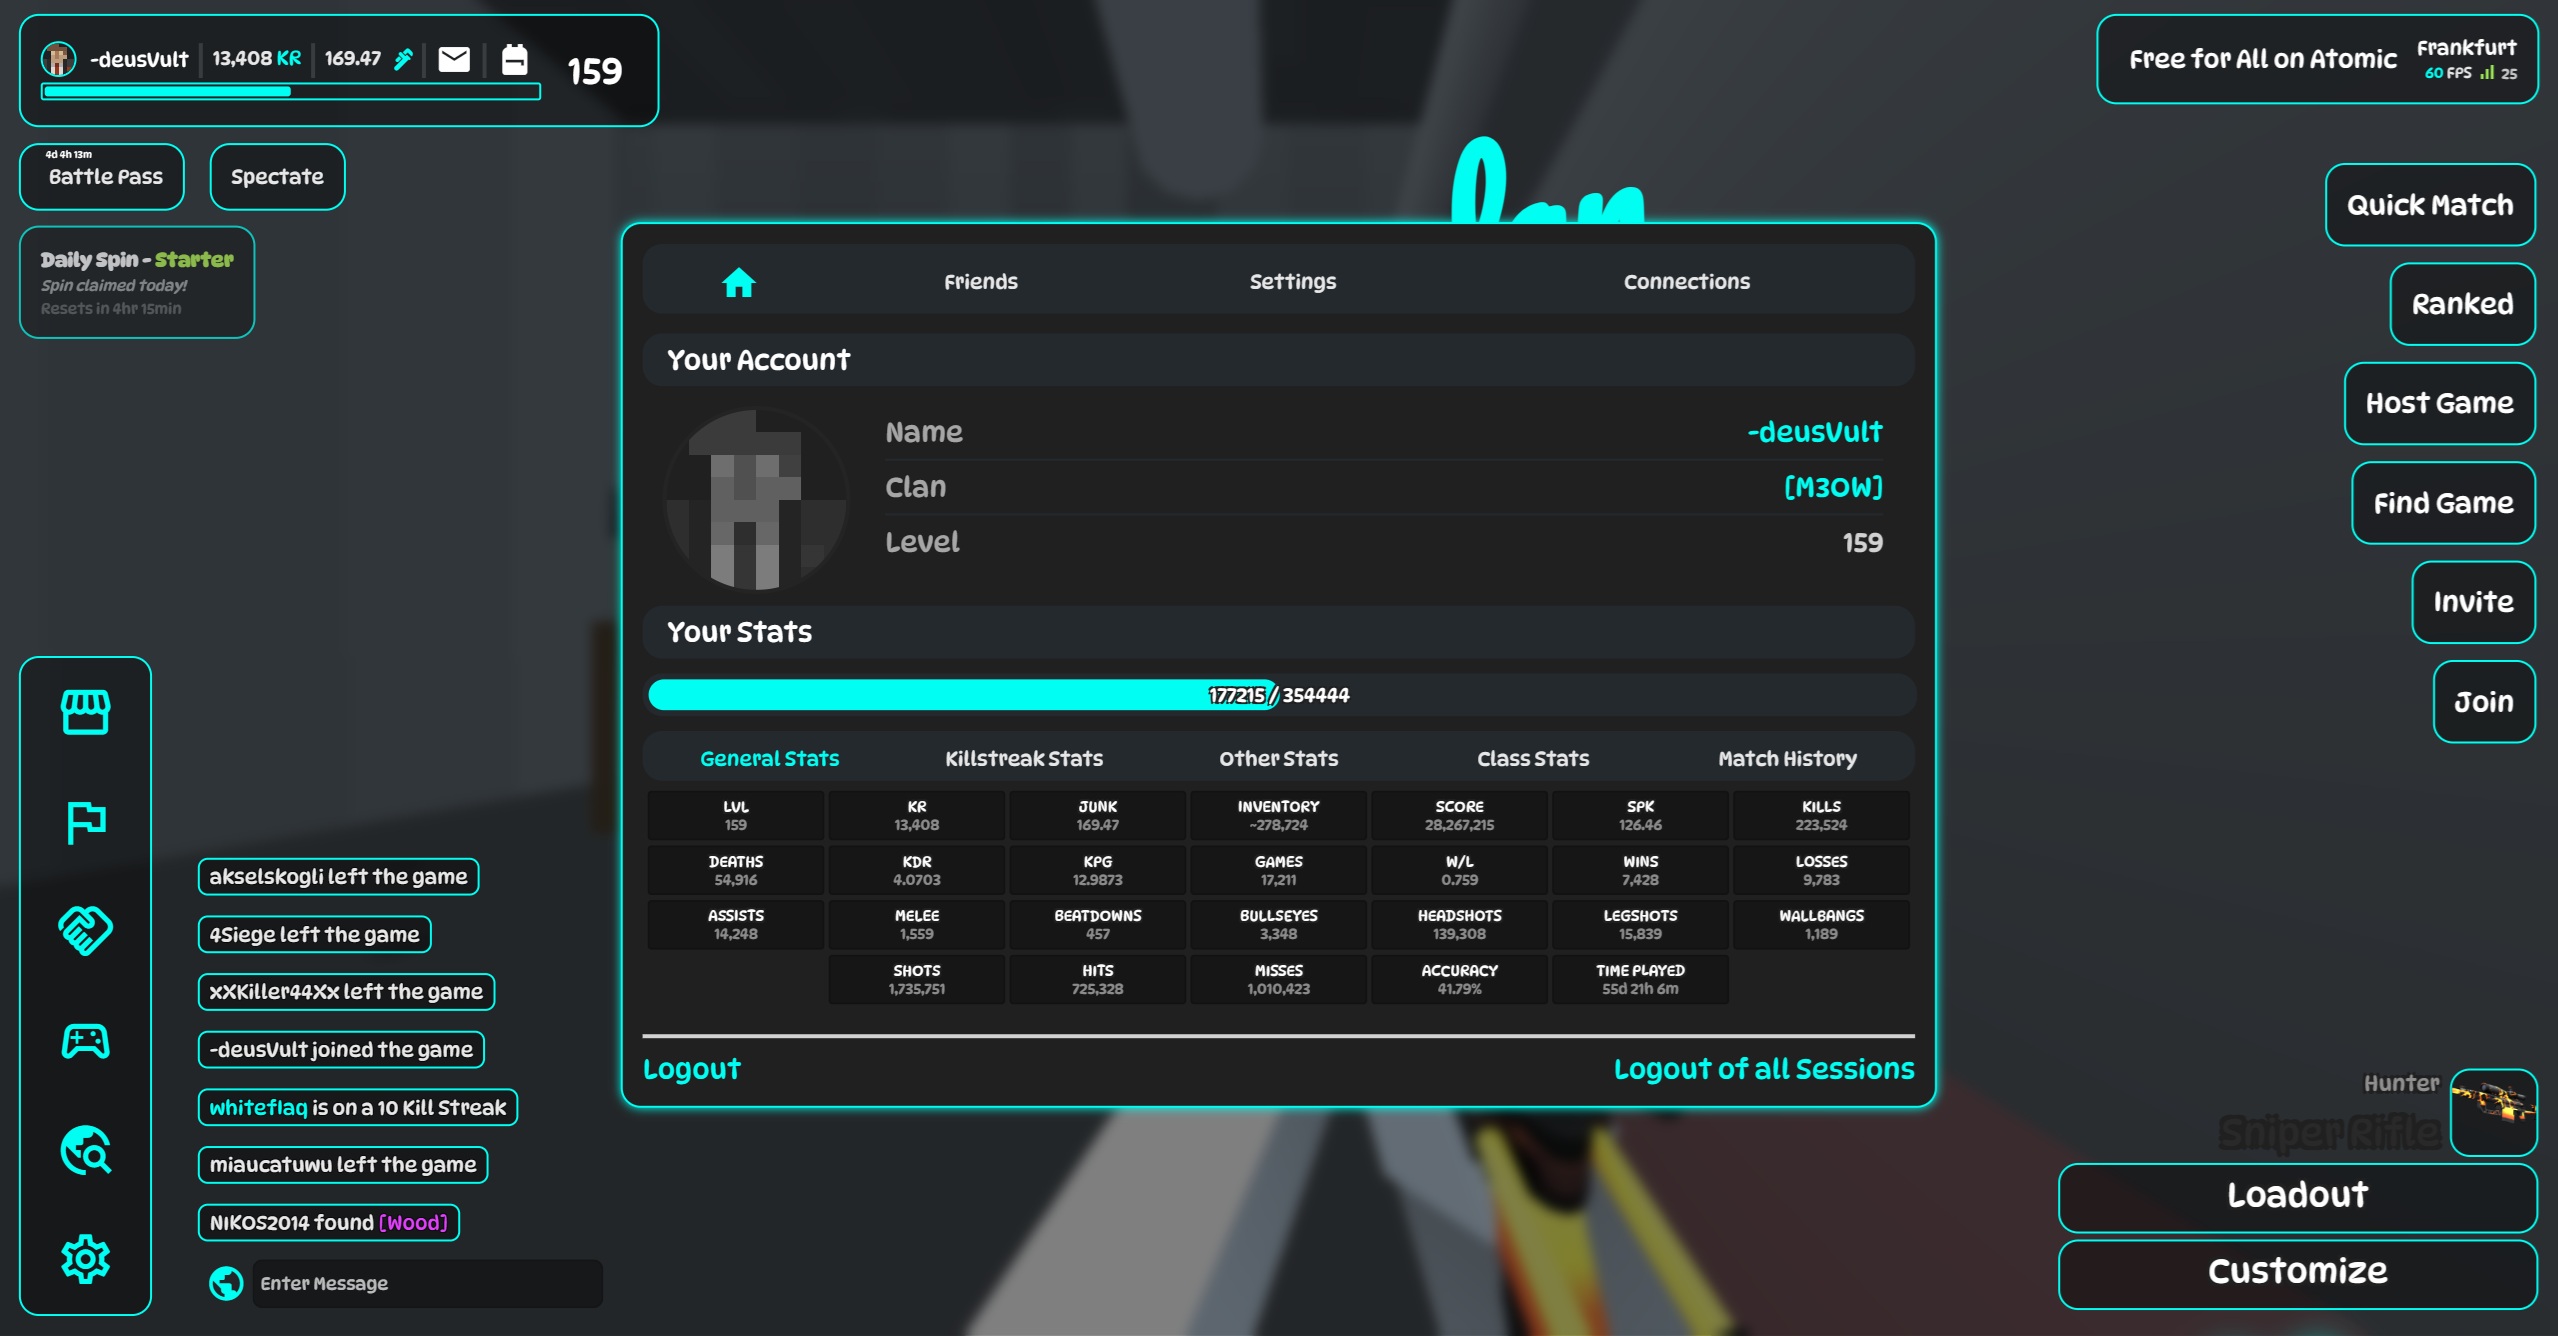 -deusVult
13,408 KR
169.47
159
Free for All on Atomic
Frankfurt
60 FPS 25
4d 4h 13m
Battle Pass
Spectate
Daily Spin - Starter
Spin claimed today!
Resets in 4hr 15min
Quick Match
Ranked
Host Game
Find Game
Invite
Join
Friends
Settings
Connections
Your Account
Name
-deusVult
Clan
[M3OW]
Level
159
Your Stats
177215 / 354444
General Stats
Killstreak Stats
Other Stats
Class Stats
Match History
LVL
159
KR
13,408
JUNK
169.47
INVENTORY
~278,724
SCORE
28,267,215
SPK
126.46
KILLS
223,524
DEATHS
54,916
KDR
4.0703
KPG
12.9873
GAMES
17,211
W/L
0.759
WINS
7,428
LOSSES
9,783
ASSISTS
14,248
MELEE
1,559
BEATDOWNS
457
BULLSEYES
3,348
HEADSHOTS
139,308
LEGSHOTS
15,839
WALLBANGS
1,189
SHOTS
1,735,751
HITS
725,328
MISSES
1,010,423
ACCURACY
41.79%
TIME PLAYED
55d 21h 6m
Logout
Logout of all Sessions
akselskogli left the game
4Siege left the game
xXKiller44Xx left the game
-deusVult joined the game
whiteflaq is on a 10 Kill Streak
miaucatuwu left the game
NIKOS2014 found [Wood]
Enter Message
Hunter
Sniper Rifle
Loadout
Customize